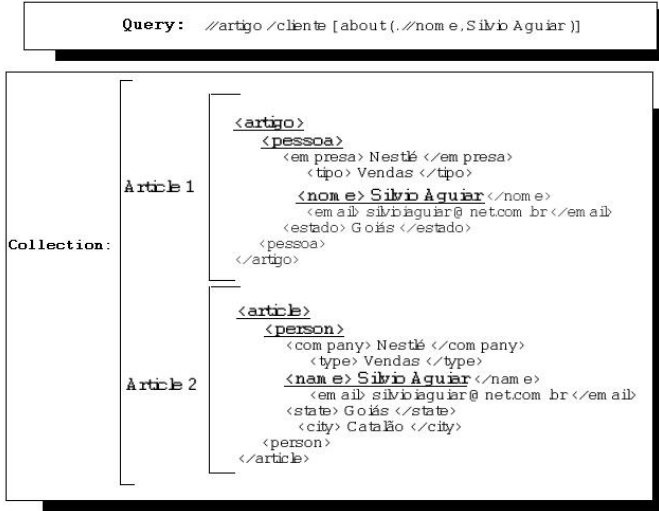 Query: //artigo/cliente [about(.//nome,Silvio Aguiar)]
<artigo>
<pessoa>
<empresa> Nestlé </empresa>
<tipo> Vendas </tipo>
Article 1
<nome> Silvio Aguiar </nome>
<email> silvioiaguiar@net.com br </email>
<estado> Goiás </estado>
Collection:
<pessoa>
</artigo>
<article>
<person>
<company> Nestlé </company>
<type> Vendas </type>
Article 2
<name> Silvio Aguiar </name>
<email> silvioiaguiar@net.com br </email>
<state> Goiás </state>
<city> Catalão </city>
<person>
</article>